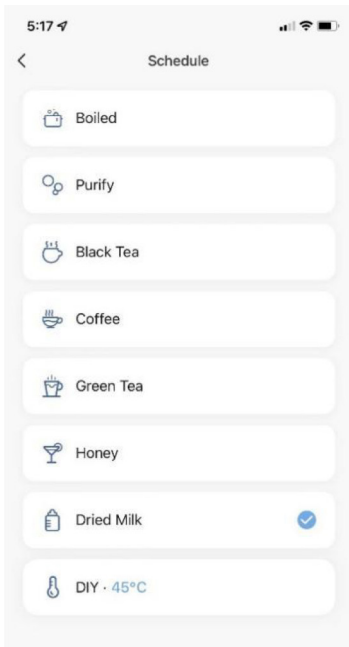 5:17
Schedule
Boiled
Purify
Black Tea
Coffee
Green Tea
Honey
Dried Milk
DIY · 45°C